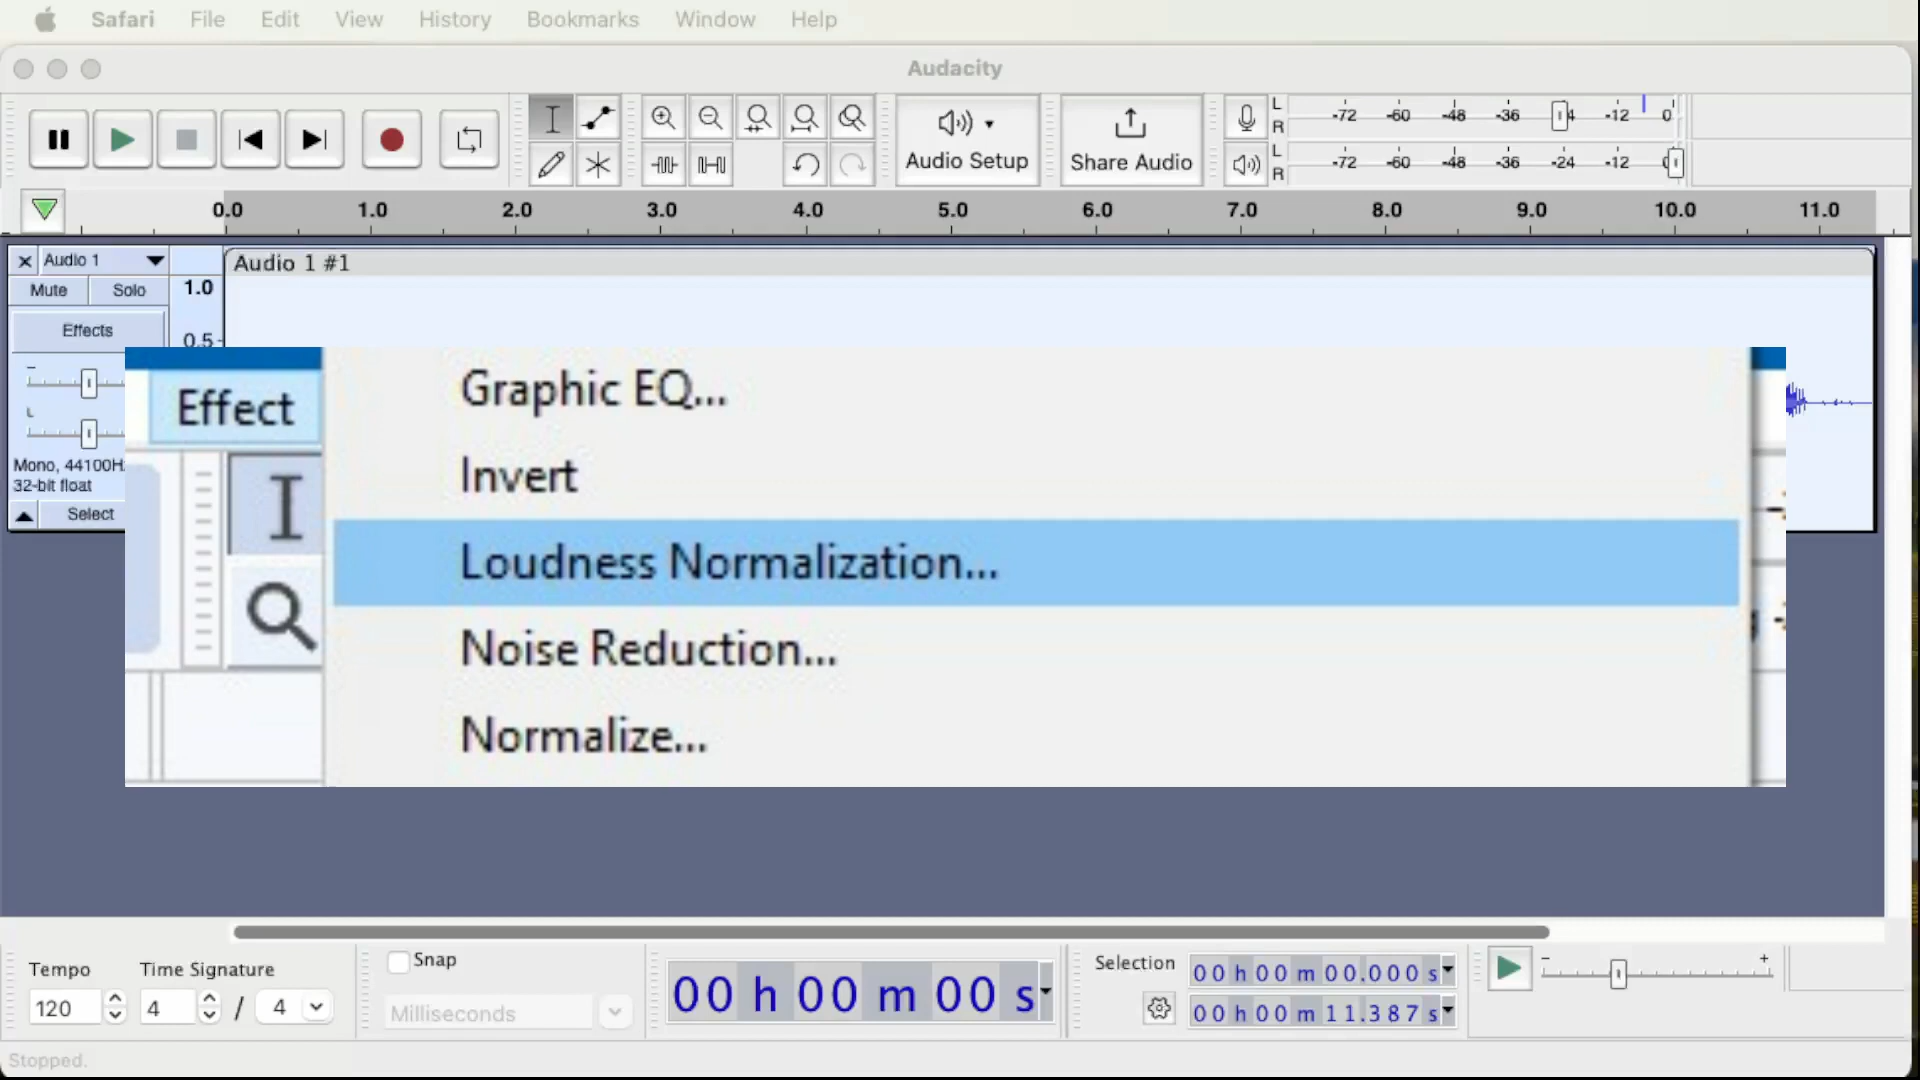 Safari File Edit View History Bookmarks Window Help
Audacity
Audio Setup
Share Audio
L
R
-72 -60 -48 -36 -12 0
L
R
-72 -60 -48 -36 -24 -12
0.0 1.0 2.0 3.0 4.0 5.0 6.0 7.0 8.0 9.0 10.0 11.0
Audio 1
Audio 1 #1
Mute Solo
1.0
Effects
0.5
L
Mono, 44100H
32-bit float
Select
Effect
Graphic EQ...
Invert
Loudness Normalization...
Noise Reduction...
Normalize...
Tempo
Time Signature
Snap
120
4 / 4
Milliseconds
00 h 00 m 00 s
Selection
00 h 00 m 00.000 s
00 h 00 m 11.387 s
Stopped.